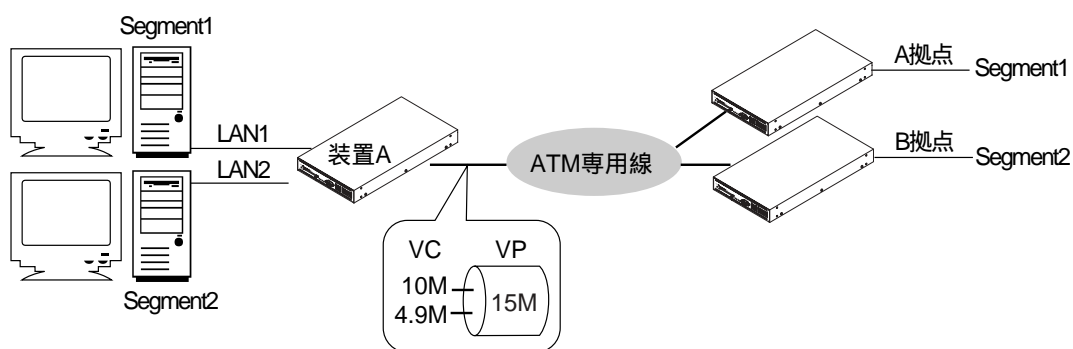 Segment1
LAN1
LAN2
装置A
Segment2
ATM専用線
A拠点
Segment1
B拠点
Segment2
VC
VP
10M
4.9M
15M